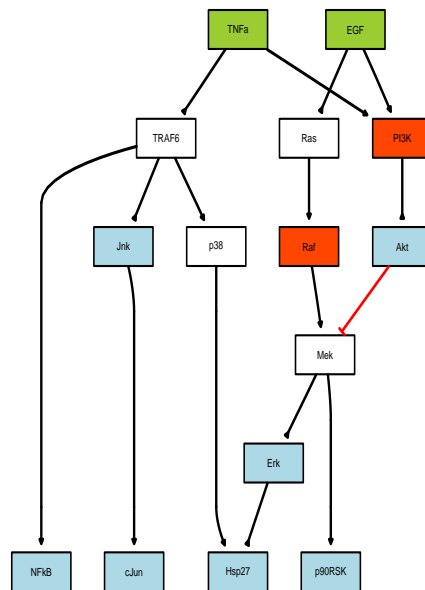 TNFa
EGF
TRAF6
Ras
PI3K
Jnk
p38
Raf
Akt
Mek
Erk
NFkB
cJun
Hsp27
p90RSK